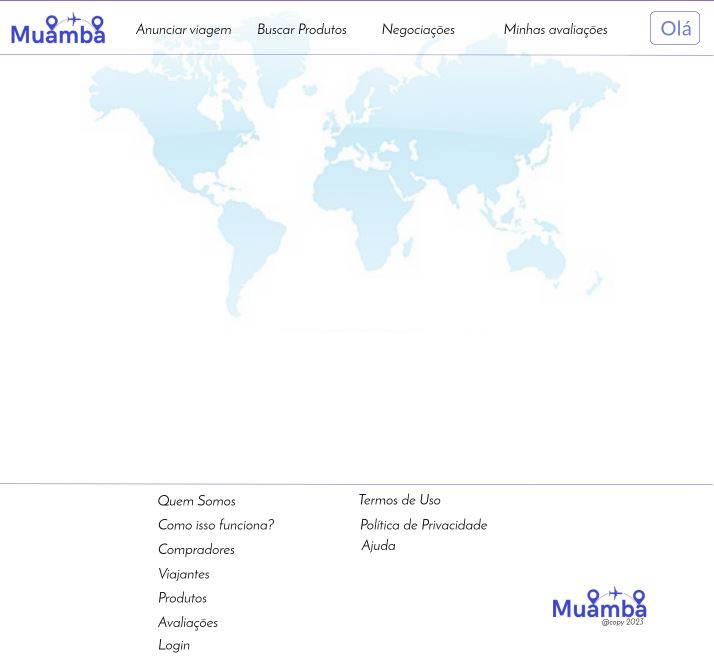 Muamba
Anunciar viagem
Buscar Produtos
Negociações
Minhas avaliações
Olá
Quem Somos
Termos de Uso
Como isso funciona?
Política de Privacidade
Compradores
Ajuda
Viajantes
Produtos
Avaliações
Login
Muamba
@copy 2023